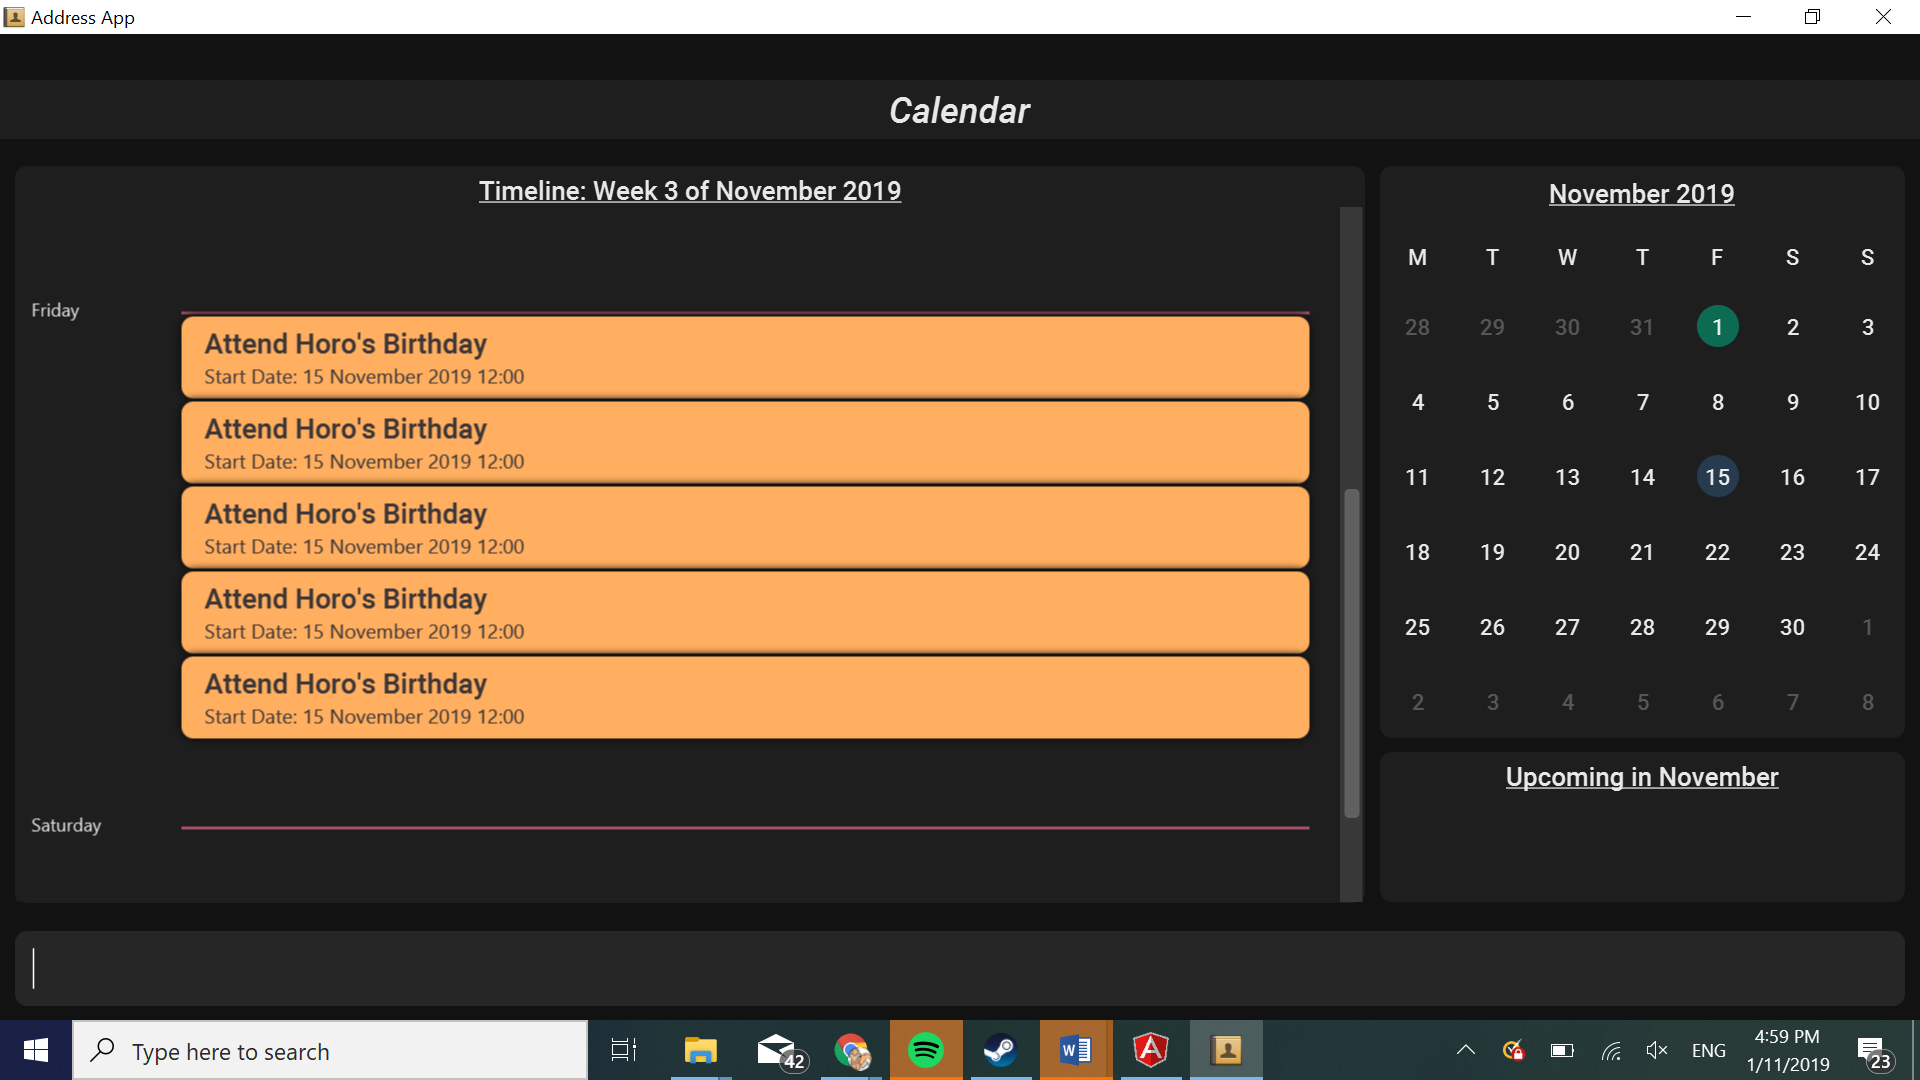 Address App
Calendar
Timeline: Week 3 of November 2019
Friday
Attend Horo's Birthday
Start Date: 15 November 2019 12:00
Attend Horo's Birthday
Start Date: 15 November 2019 12:00
Attend Horo's Birthday
Start Date: 15 November 2019 12:00
Attend Horo's Birthday
Start Date: 15 November 2019 12:00
Attend Horo's Birthday
Start Date: 15 November 2019 12:00
Saturday
November 2019
M T W T F S S
28 29 30 31 1 2 3
4 5 6 7 8 9 10
11 12 13 14 15 16 17
18 19 20 21 22 23 24
25 26 27 28 29 30 1
2 3 4 5 6 7 8
Upcoming in November
Type here to search
42
W
A
ENG
4:59 PM
1/11/2019
23